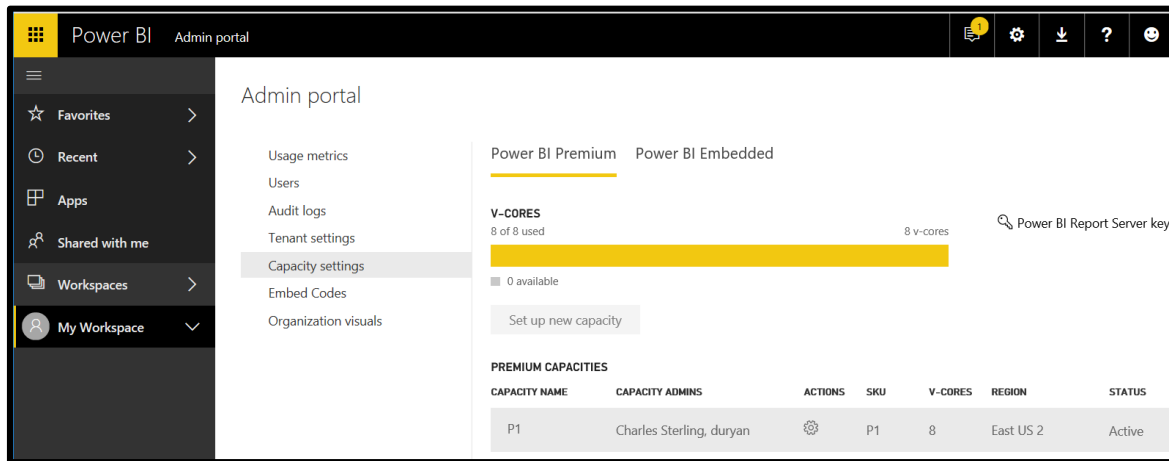 Power BI Admin portal 1 ?
Favorites
Recent
Apps
Shared with me
Workspaces
My Workspace
Admin portal
Usage metrics
Users
Audit logs
Tenant settings
Capacity settings
Embed Codes
Organization visuals
Power BI Premium Power BI Embedded
V-CORES
8 of 8 used 8 v-cores
Power BI Report Server key
0 available
Set up new capacity
PREMIUM CAPACITIES
CAPACITY NAME CAPACITY ADMINS ACTIONS SKU V-CORES REGION STATUS
P1 Charles Sterling, duryan P1 8 East US 2 Active